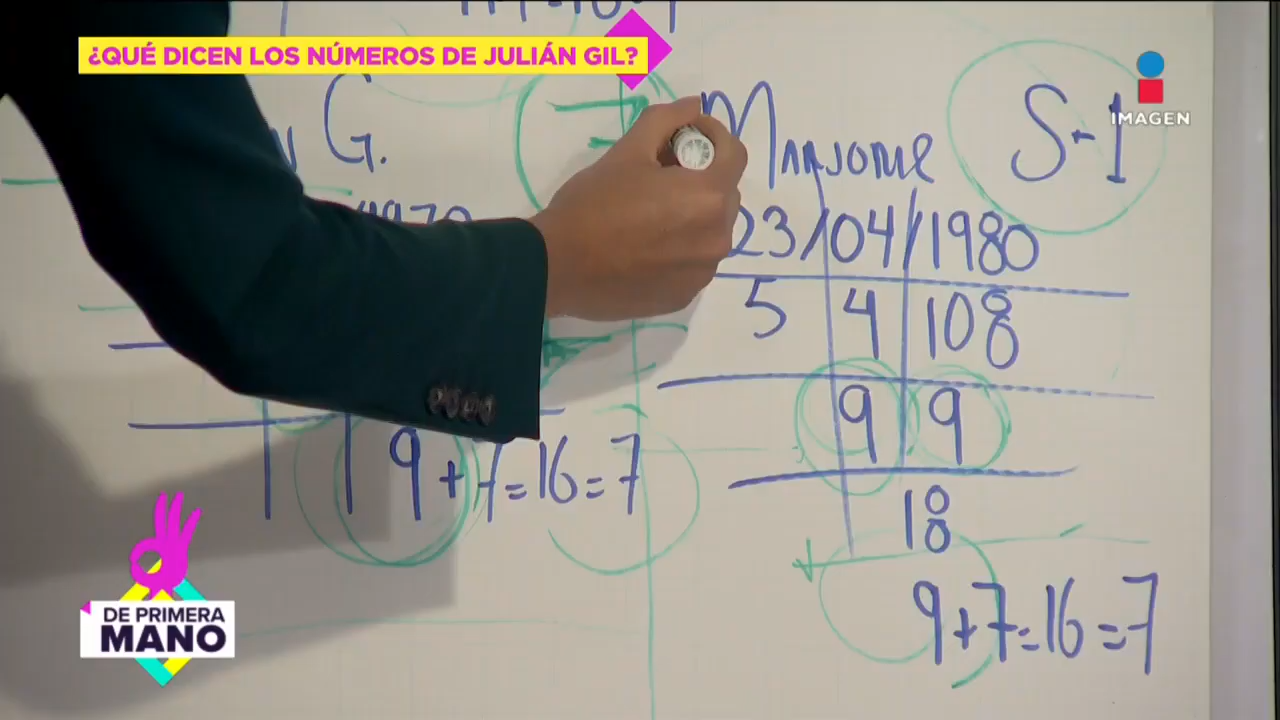 ¿QUÉ DICEN LOS NÚMEROS DE JULIÁN GIL?
IMAGEN
G.
S-1
1970
23/04/1980
5 4 108
9 9
9+7=16=7
18
9+7=16=7
DE PRIMERA
MANO